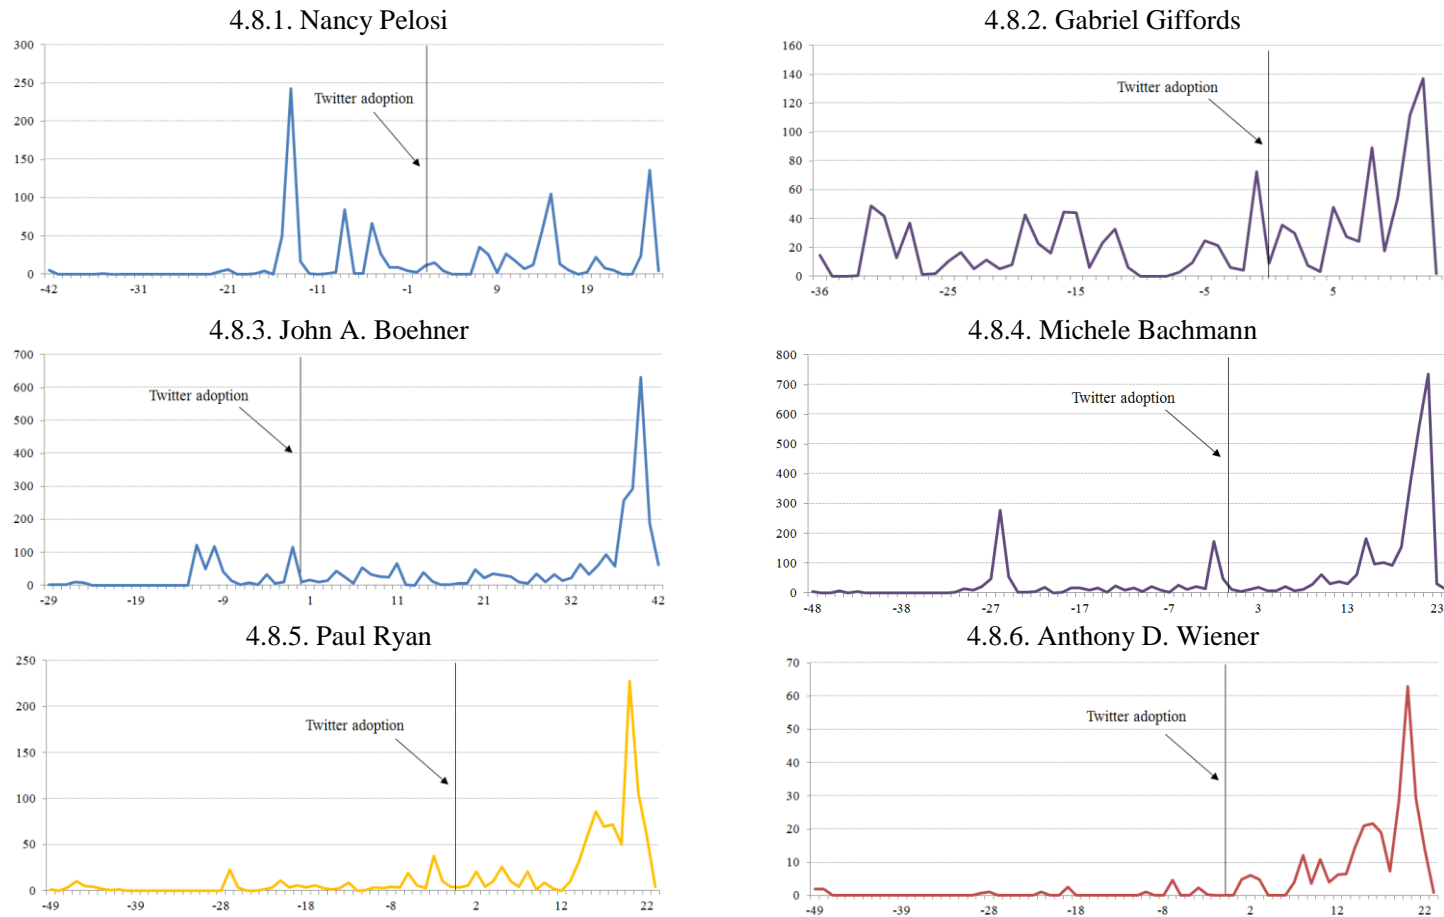 4.8.1. Nancy Pelosi
300
250
200
150
100
50
0
Twitter adoption
-42 -31 -21 -11 -1 9 19
4.8.2. Gabriel Giffords
160
140
120
100
80
60
40
20
0
Twitter adoption
-36 -25 -15 -5 5
4.8.3. John A. Boehner
700
600
500
400
300
200
100
0
Twitter adoption
-29 -19 -9 1 11 21 32 42
4.8.4. Michele Bachmann
800
700
600
500
400
300
200
100
0
Twitter adoption
-48 -38 -27 -17 -7 3 13 23
4.8.5. Paul Ryan
250
200
150
100
50
0
Twitter adoption
-49 -39 -28 -18 -8 2 12 22
4.8.6. Anthony D. Wiener
70
60
50
40
30
20
10
0
Twitter adoption
-49 -39 -28 -18 -8 2 12 22